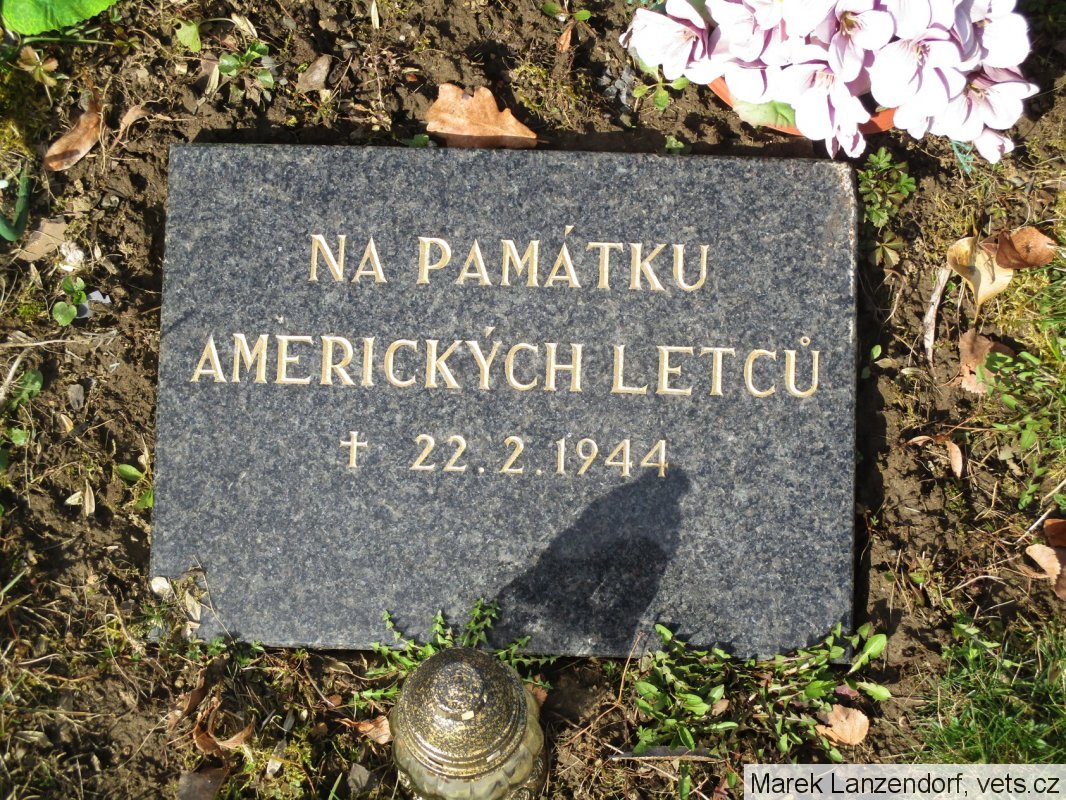 NA PAMÁTKU
AMERICKÝCH LETCŮ
✝ 22. 2. 1944
Marek Lanzendorf, vets.cz